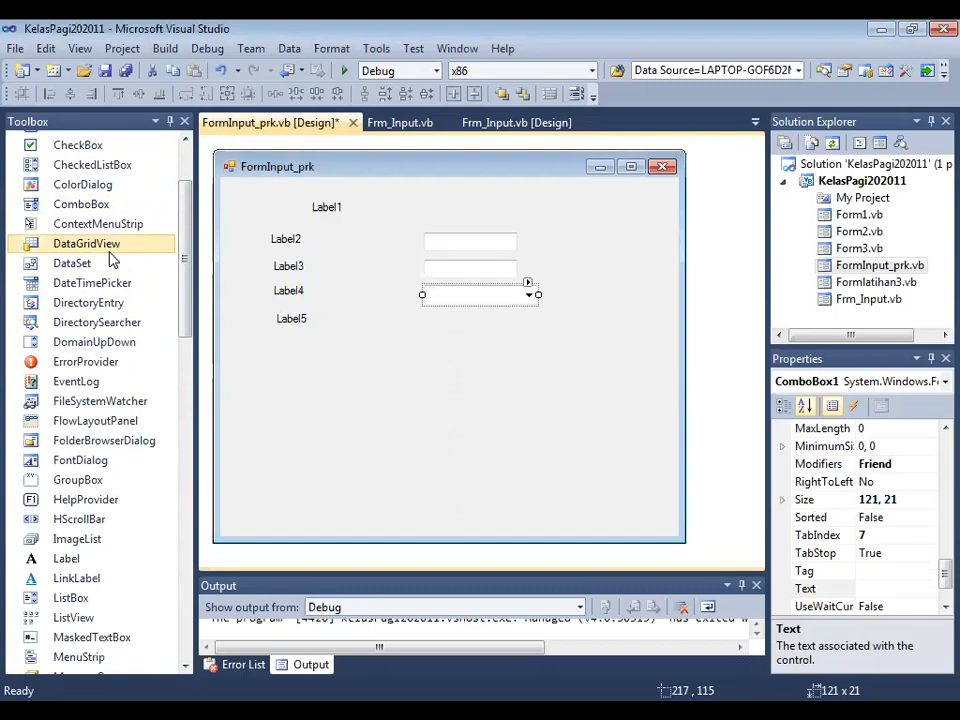 KelasPagi202011 - Microsoft Visual Studio
File Edit View Project Build Debug Team Data Format Tools Test Window Help
Debug x86 Data Source=LAPTOP-GOF6D2N
Toolbox
CheckBox
CheckedListBox
ColorDialog
ComboBox
ContextMenuStrip
DataGridView
DataSet
DateTimePicker
DirectoryEntry
DirectorySearcher
DomainUpDown
ErrorProvider
EventLog
FileSystemWatcher
FlowLayoutPanel
FolderBrowserDialog
FontDialog
GroupBox
HelpProvider
HScrollBar
ImageList
Label
LinkLabel
ListBox
ListView
MaskedTextBox
MenuStrip
FormInput_prk.vb [Design]* Frm_Input.vb Frm_Input.vb [Design]
FormInput_prk
Label1
Label2
Label3
Label4
Label5
Output
Show output from: Debug
Error List Output
Solution Explorer
Solution 'KelasPagi202011' (1 p
KelasPagi202011
My Project
Form1.vb
Form2.vb
Form3.vb
FormInput_prk.vb
Formlatihan3.vb
Frm_Input.vb
Properties
ComboBox1 System.Windows.Fo
MaxLength 0
MinimumSi 0, 0
Modifiers Friend
RightToLeft No
Size 121, 21
Sorted False
TabIndex 7
TabStop True
Tag
Text
UseWaitCur False
Text
The text associated with the
control.
Ready 217 , 115 121 x 21